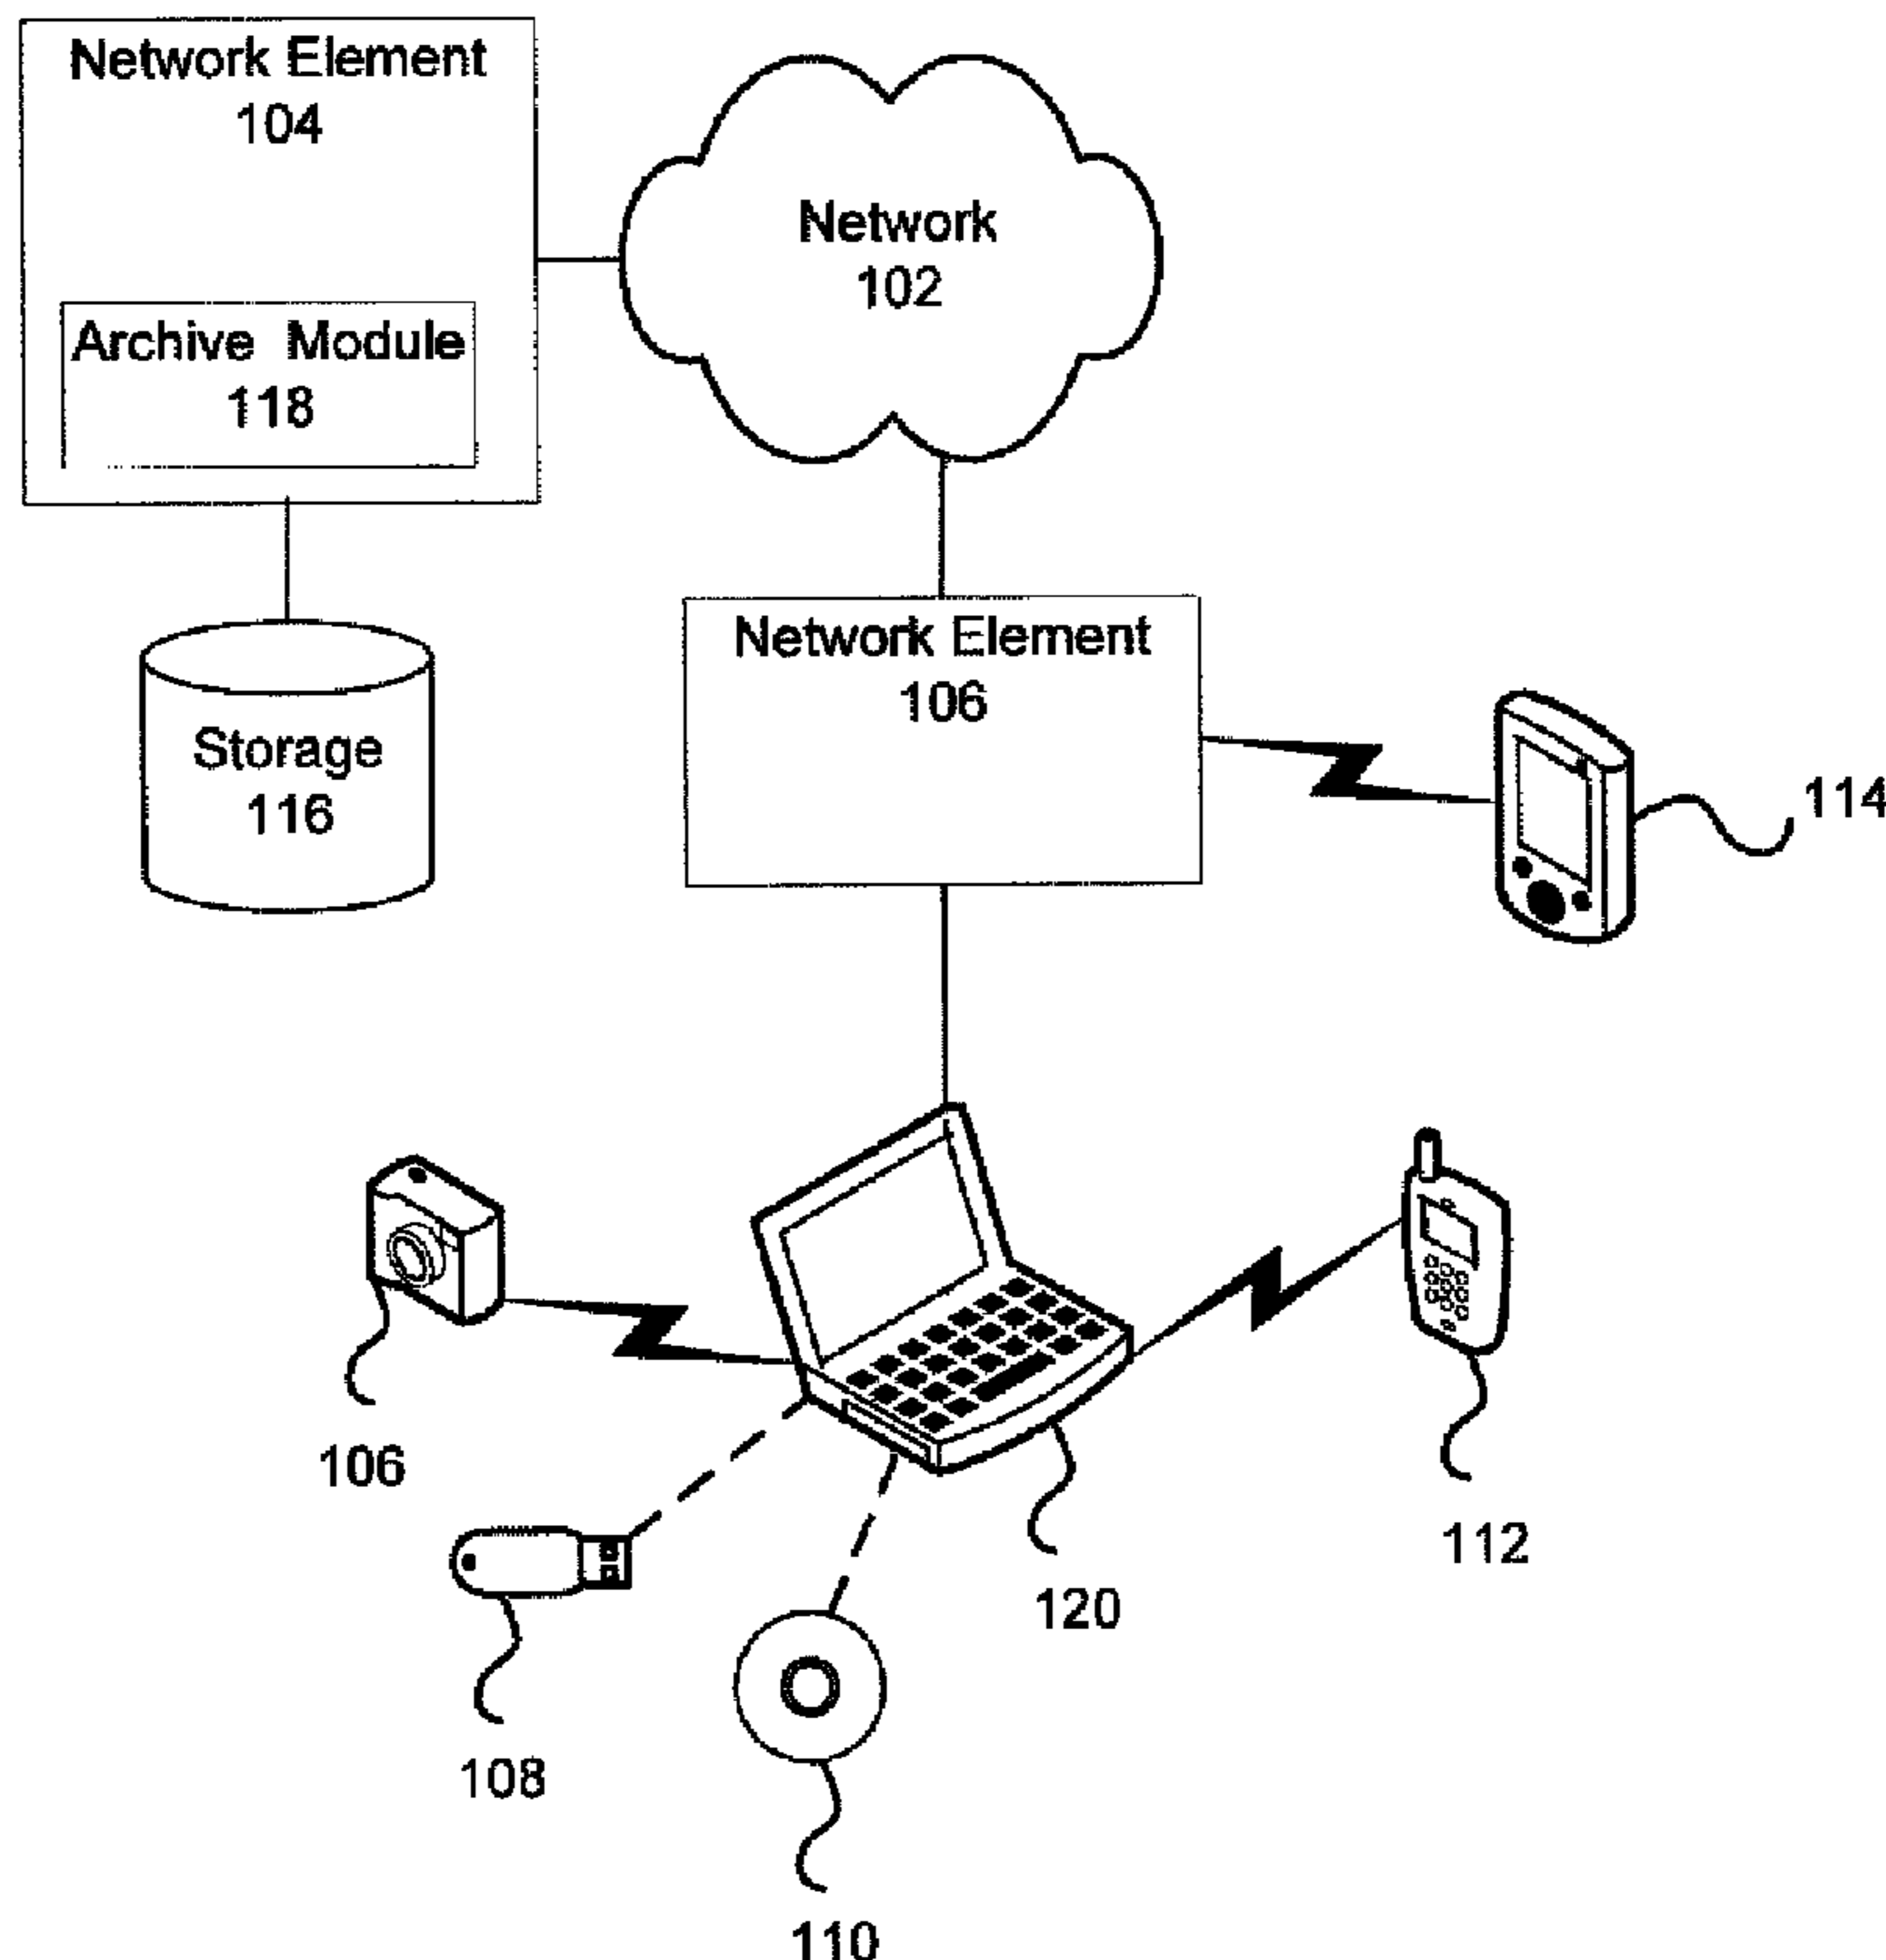 Network Element
104
Archive Module
118
Network
102
Storage
116
Network Element
106
114
106
108
110
120
112